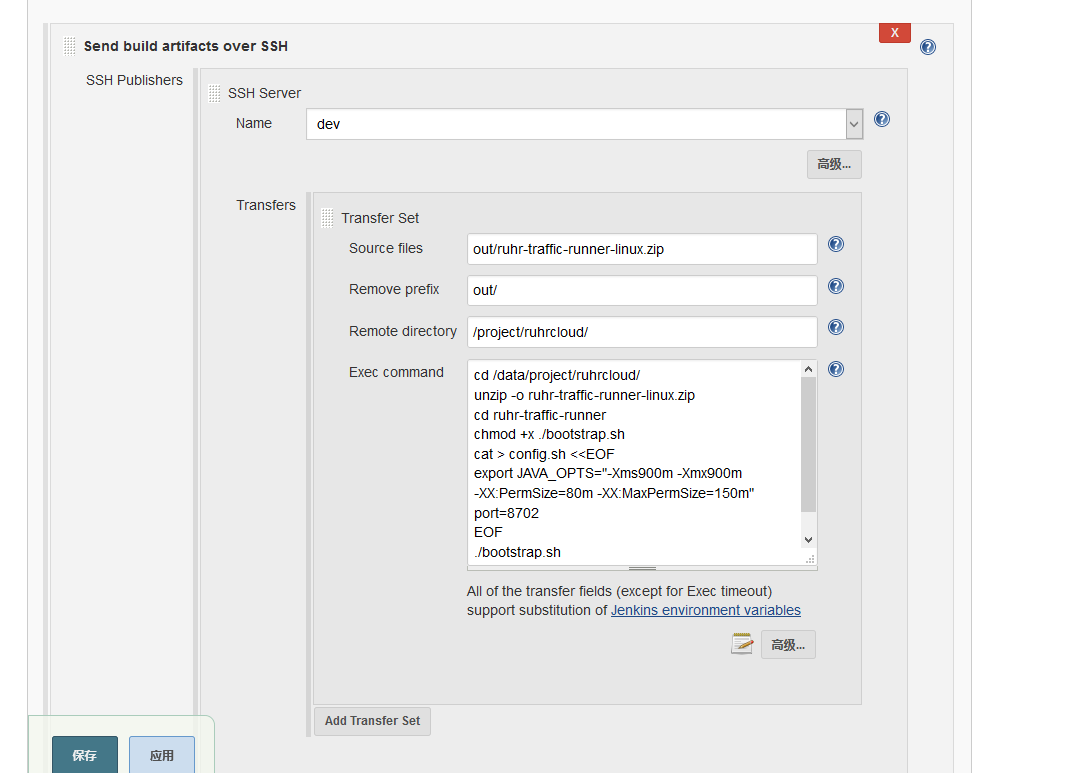 Send build artifacts over SSH
X
SSH Publishers
SSH Server
Name
dev
高级...
Transfers
Transfer Set
Source files
out/ruhr-traffic-runner-linux.zip
Remove prefix
out/
Remote directory
/project/ruhrcloud/
Exec command
cd /data/project/ruhrcloud/
unzip -o ruhr-traffic-runner-linux.zip
cd ruhr-traffic-runner
chmod +x ./bootstrap.sh
cat > config.sh <<EOF
export JAVA_OPTS="-Xms900m -Xmx900m
-XX:PermSize=80m -XX:MaxPermSize=150m"
port=8702
EOF
./bootstrap.sh
All of the transfer fields (except for Exec timeout)
support substitution of Jenkins environment variables
高级...
Add Transfer Set
保存
应用